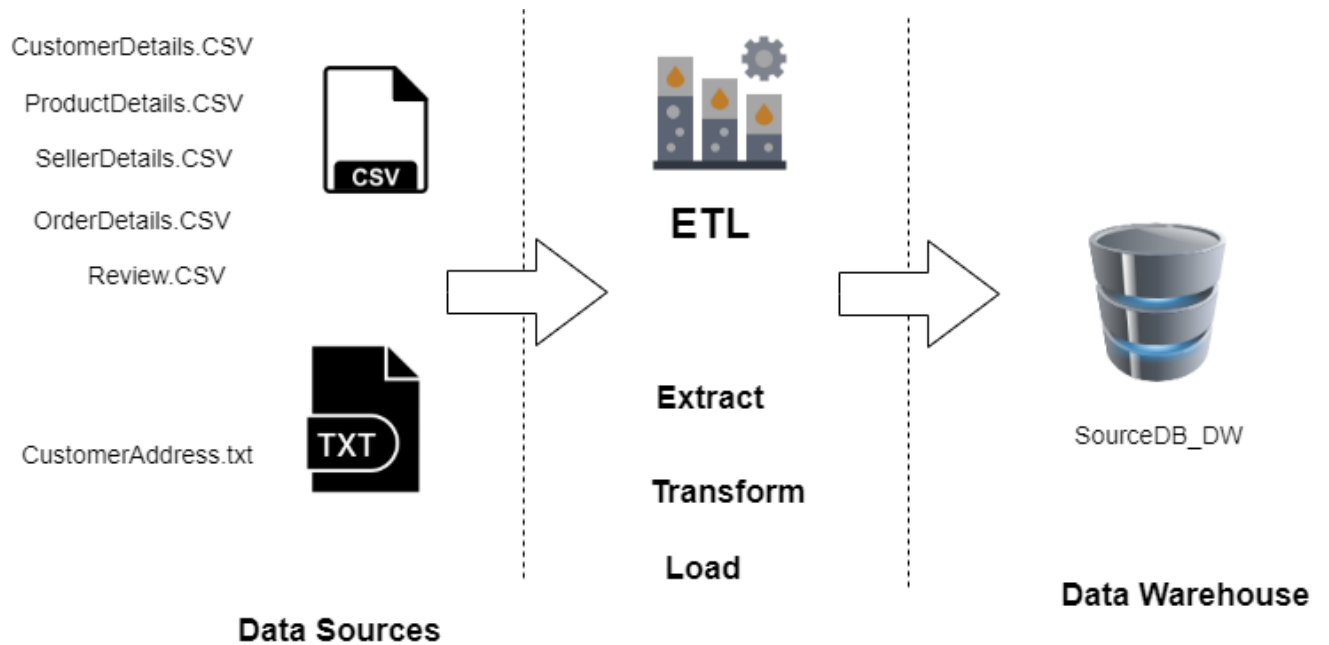 CustomerDetails.CSV
ProductDetails.CSV
SellerDetails.CSV
OrderDetails.CSV
Review.CSV
CSV
CustomerAddress.txt
TXT
Data Sources
ETL
Extract
Transform
Load
SourceDB_DW
Data Warehouse